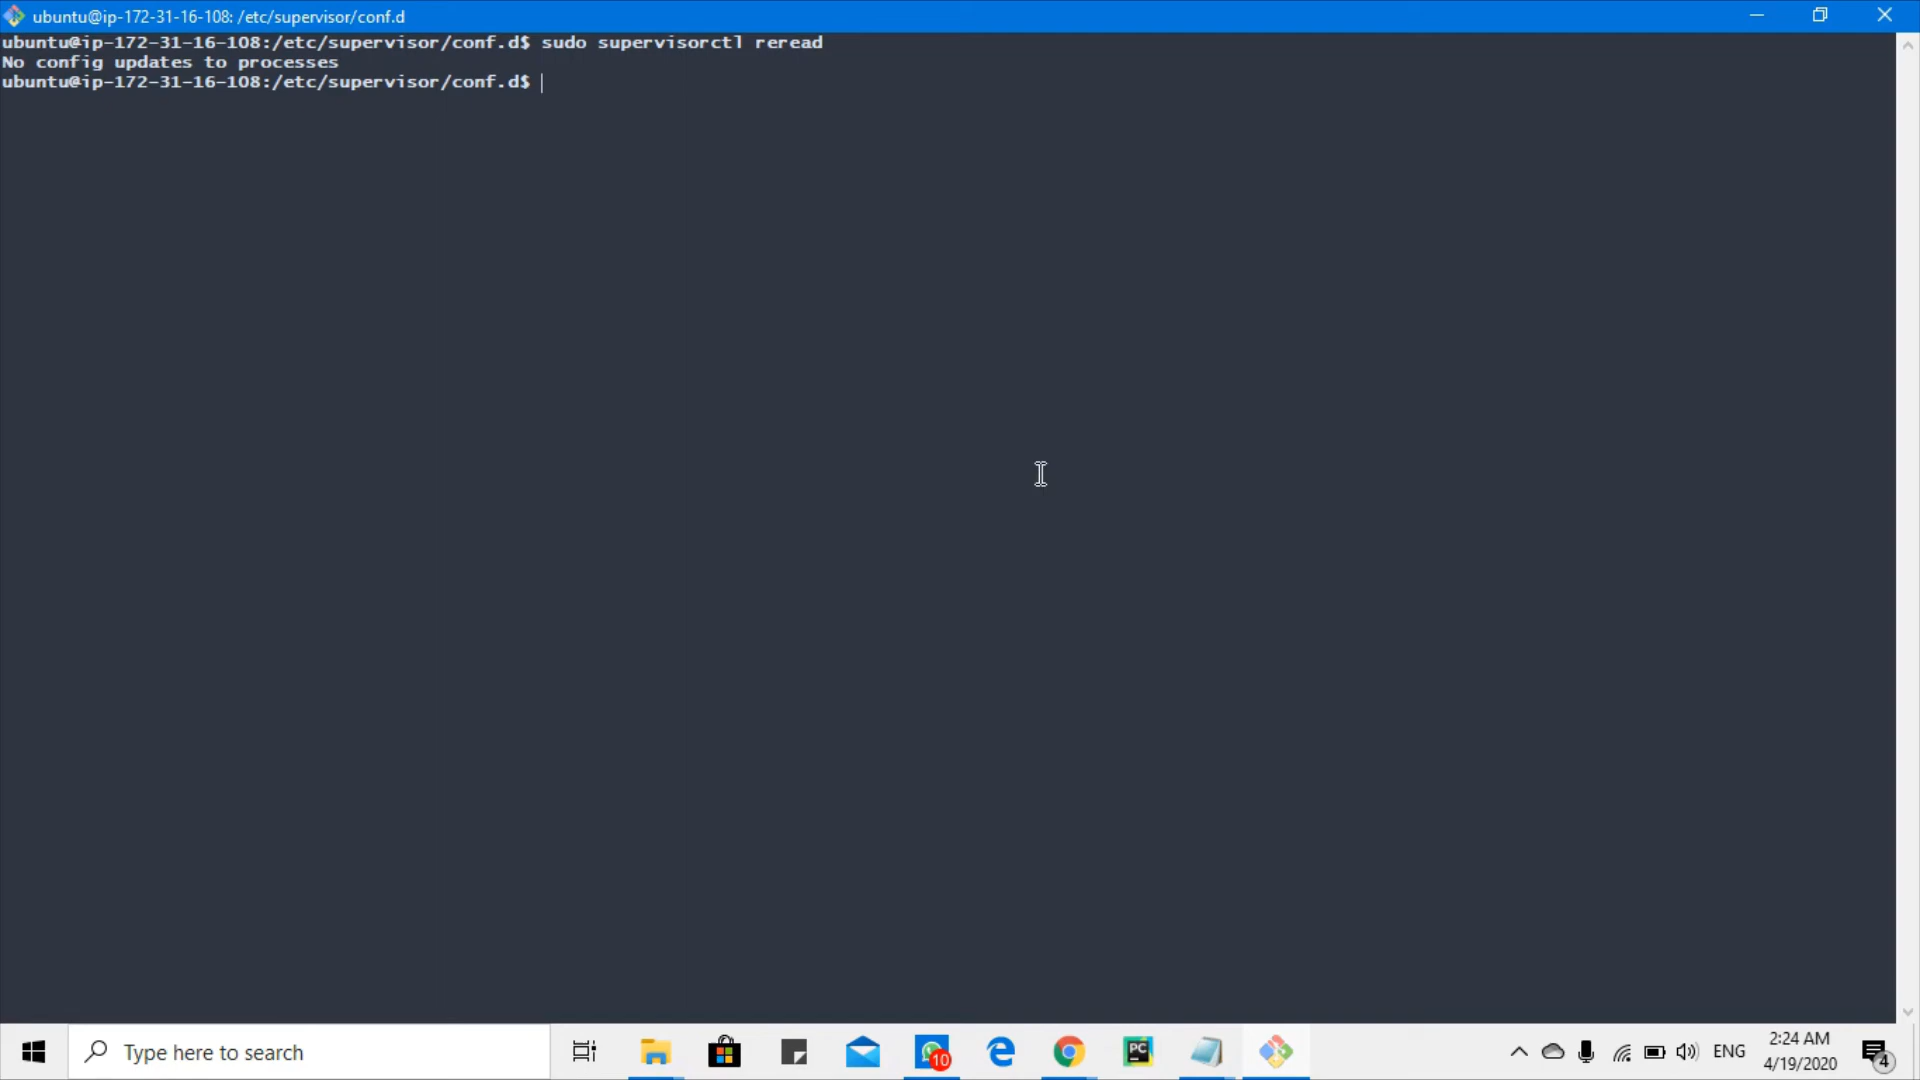 ubuntu@ip-172-31-16-108: /etc/supervisor/conf.d
ubuntu@ip-172-31-16-108:/etc/supervisor/conf.d$ sudo supervisorctl reread
No config updates to processes
ubuntu@ip-172-31-16-108:/etc/supervisor/conf.d$
Type here to search
10
PC
ENG
2:24 AM
4/19/2020
4